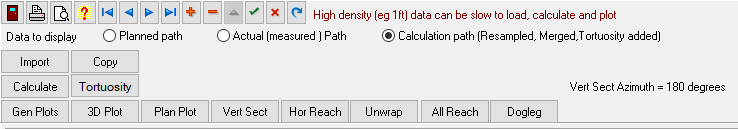 High density (eg 1ft) data can be slow to load, calculate and plot
Data to display Planned path Actual (measured ) Path Calculation path (Resampled, Merged,Tortuosity added)
Import Copy
Calculate Tortuosity Vert Sect Azimuth = 180 degrees
Gen Plots 3D Plot Plan Plot Vert Sect Hor Reach Unwrap All Reach Dogleg